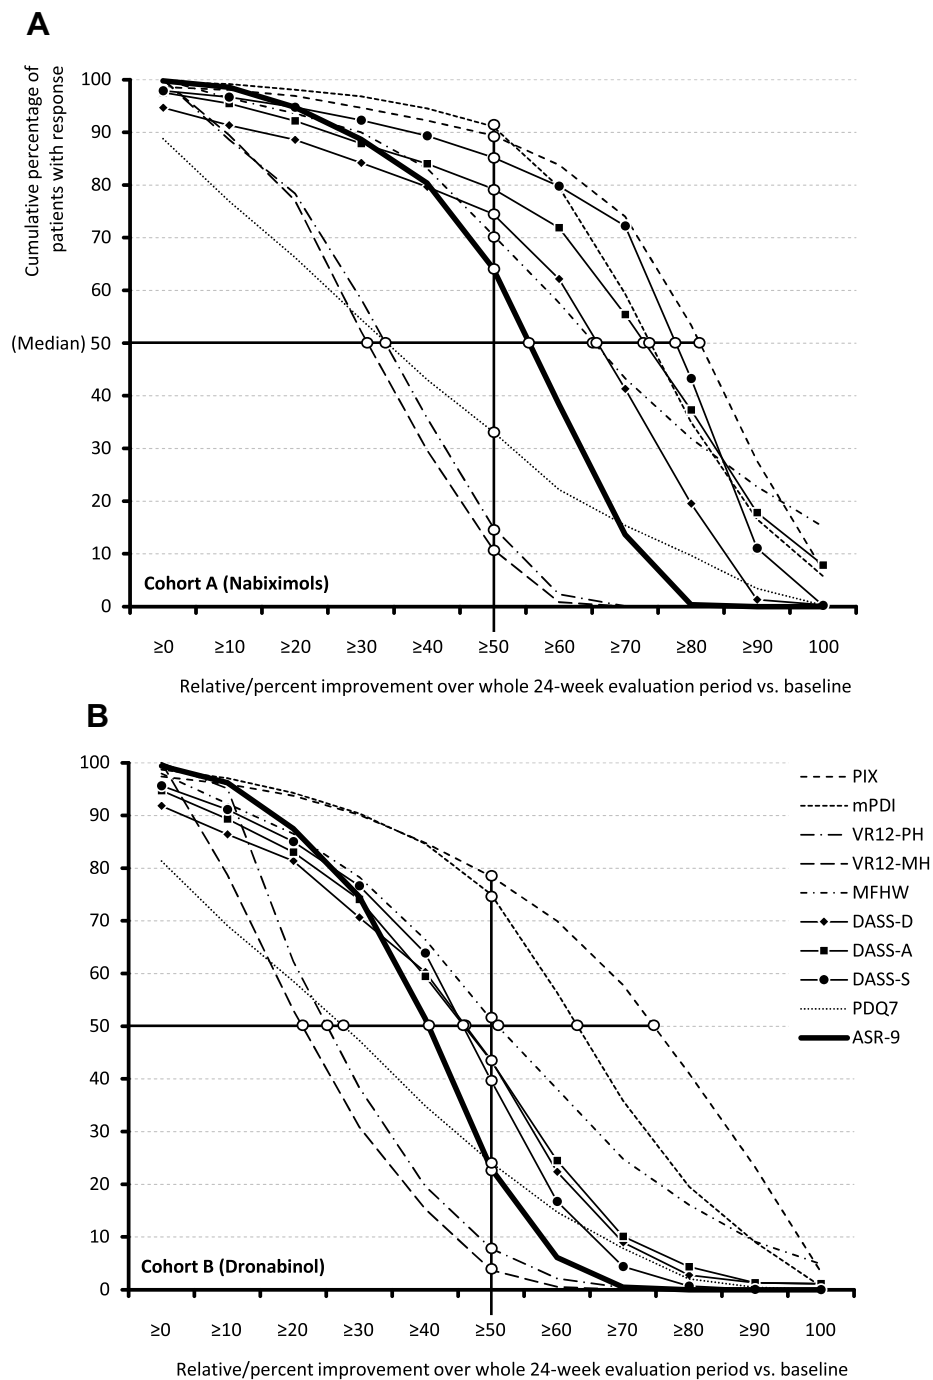 A
Cumulative percentage of
patients with response
100
90
80
70
60
(Median) 50
40
30
20
10
0
Cohort A (Nabiximols)
≥0 ≥10 ≥20 ≥30 ≥40 ≥50 ≥60 ≥70 ≥80 ≥90 100
Relative/percent improvement over whole 24-week evaluation period vs. baseline
B
100
90
80
70
60
50
40
30
20
10
0
PIX
mPDI
VR12-PH
VR12-MH
MFHW
DASS-D
DASS-A
DASS-S
PDQ7
ASR-9
Cohort B (Dronabinol)
≥0 ≥10 ≥20 ≥30 ≥40 ≥50 ≥60 ≥70 ≥80 ≥90 100
Relative/percent improvement over whole 24-week evaluation period vs. baseline